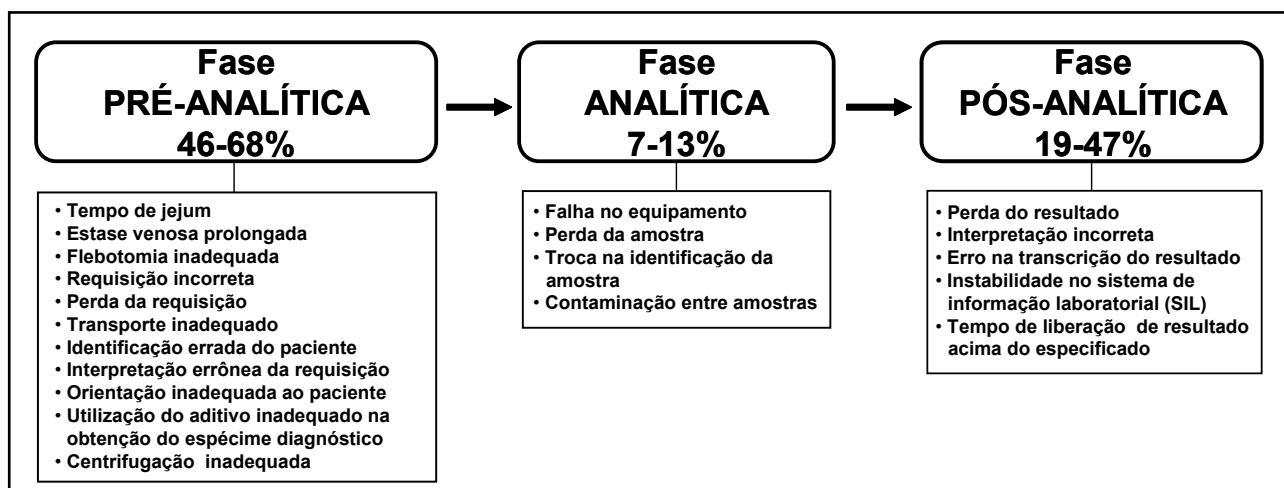 Fase
PRÉ-ANALÍTICA
46-68%
• Tempo de jejum
• Estase venosa prolongada
• Flebotomia inadequada
• Requisição incorreta
• Perda da requisição
• Transporte inadequado
• Identificação errada do paciente
• Interpretação errônea da requisição
• Orientação inadequada ao paciente
• Utilização do aditivo inadequado na
obtenção do espécime diagnóstico
• Centrifugação inadequada
Fase
ANALÍTICA
7-13%
• Falha no equipamento
• Perda da amostra
• Troca na identificação da
amostra
• Contaminação entre amostras
Fase
PÓS-ANALÍTICA
19-47%
• Perda do resultado
• Interpretação incorreta
• Erro na transcrição do resultado
• Instabilidade no sistema de
informação laboratorial (SIL)
• Tempo de liberação de resultado
acima do especificado